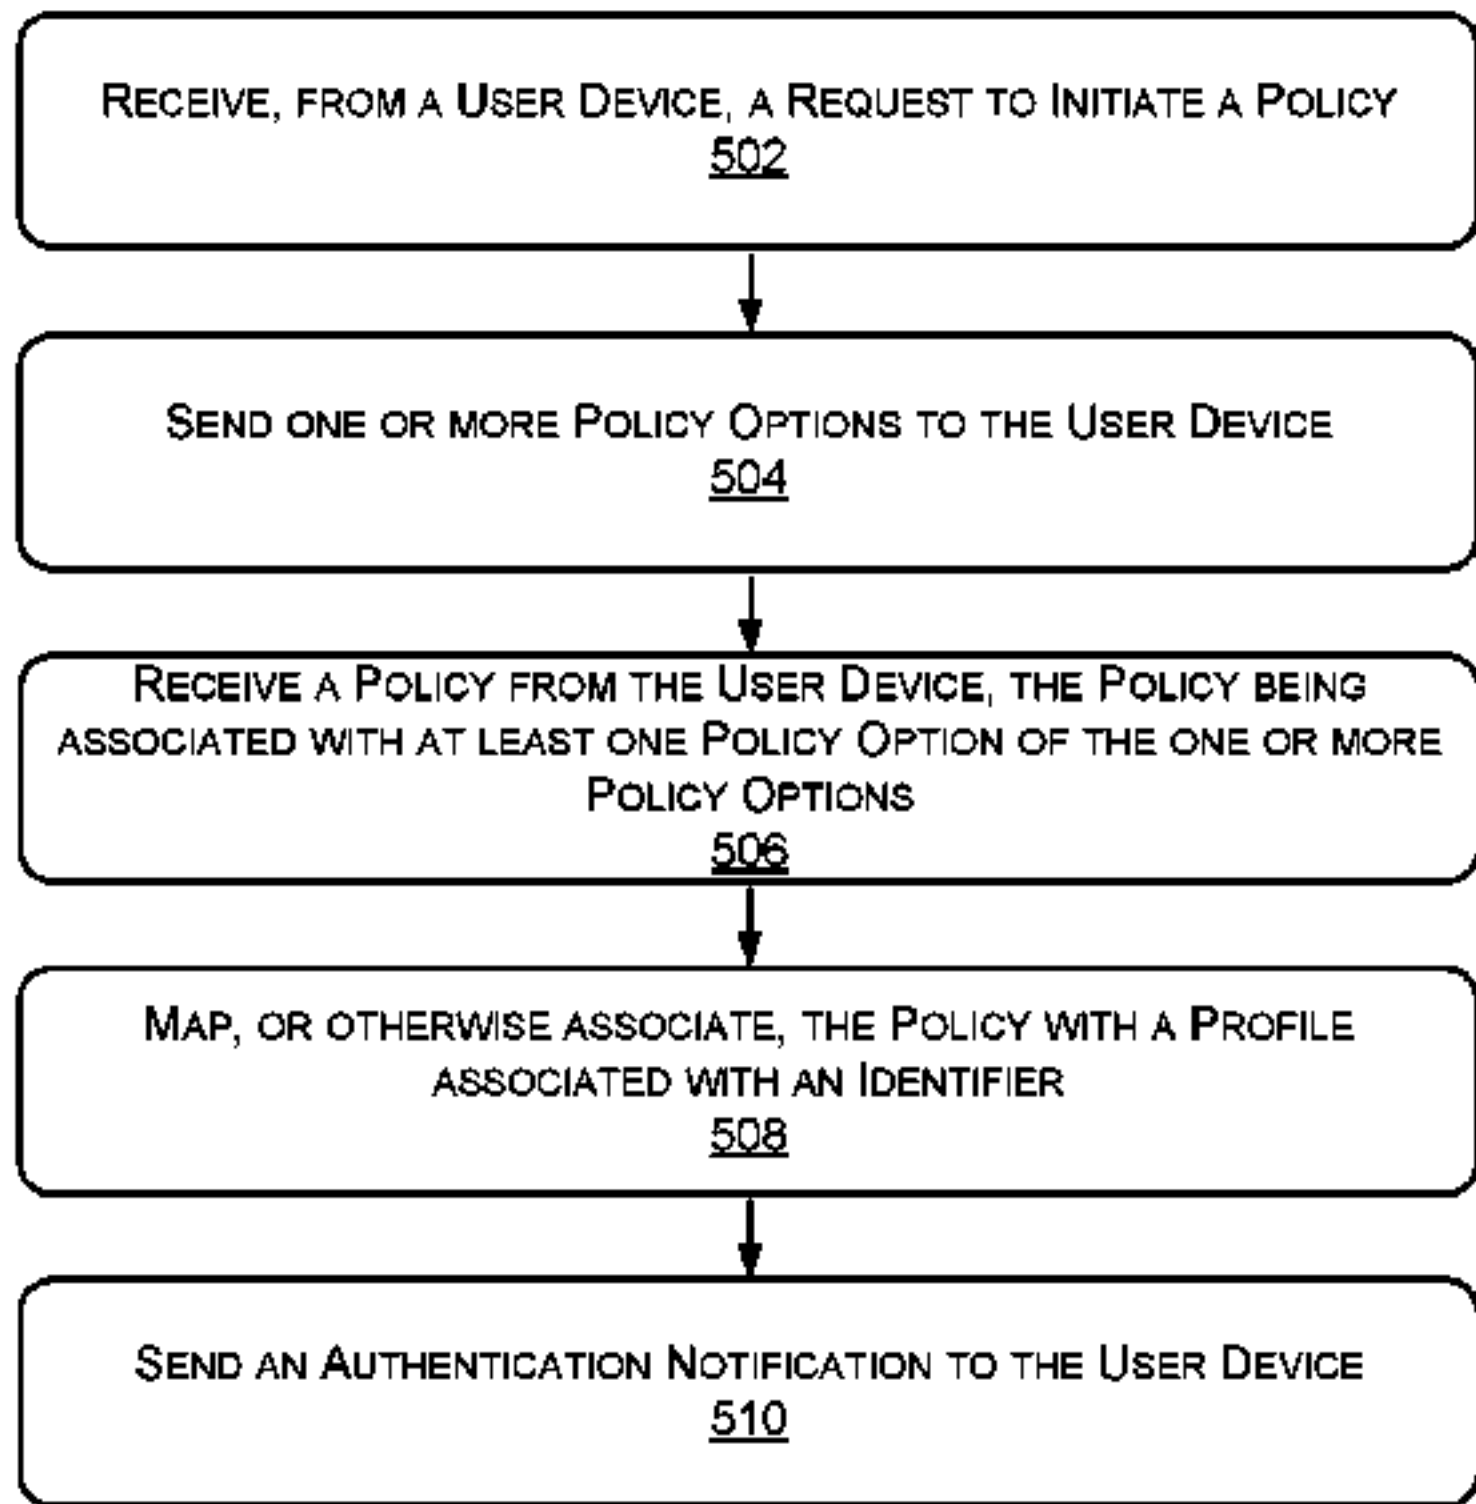 RECEIVE, FROM A USER DEVICE, A REQUEST TO INITIATE A POLICY
502
SEND ONE OR MORE POLICY OPTIONS TO THE USER DEVICE
504
RECEIVE A POLICY FROM THE USER DEVICE, THE POLICY BEING
ASSOCIATED WITH AT LEAST ONE POLICY OPTION OF THE ONE OR MORE
POLICY OPTIONS
506
MAP, OR OTHERWISE ASSOCIATE, THE POLICY WITH A PROFILE
ASSOCIATED WITH AN IDENTIFIER
508
SEND AN AUTHENTICATION NOTIFICATION TO THE USER DEVICE
510